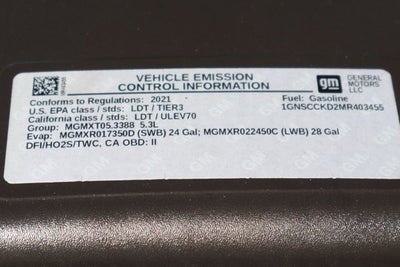 VEHICLE EMISSION
CONTROL INFORMATION
gm
GENERAL
MOTORS
LLC
Conforms to Regulations: 2021
Fuel: Gasoline
U.S. EPA class / stds: LDT / TIER3
1GNSCCKD2MR403455
California class / stds: LDT / ULEV70
Group: MGMXT05.3388 5.3L
Evap: MGMXR017350D (SWB) 24 Gal; MGMXR022450C (LWB) 28 Gal
DFI/HO2S/TWC, CA OBD: II